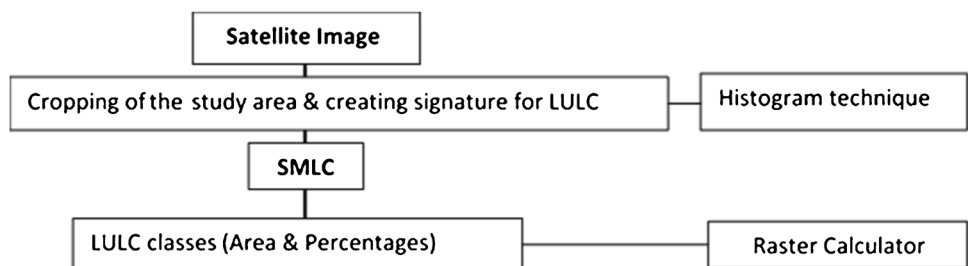 Satellite Image
Cropping of the study area & creating signature for LULC
Histogram technique
SMLC
LULC classes (Area & Percentages)
Raster Calculator